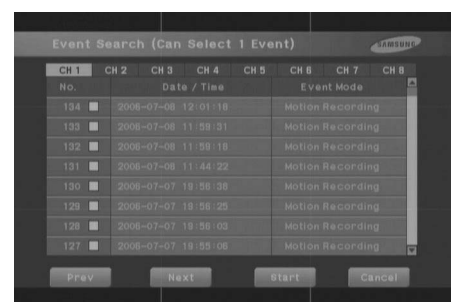 Event Search (Can Select 1 Event)
SAMSUNG
CH 1 CH 2 CH 3 CH 4 CH 5 CH 6 CH 7 CH 8
No. Date / Time Event Mode
134 2006-07-08 12:01:18 Motion Recording
133 2006-07-08 11:59:31 Motion Recording
132 2006-07-08 11:59:18 Motion Recording
131 2006-07-08 11:44:22 Motion Recording
130 2006-07-07 19:56:38 Motion Recording
129 2006-07-07 19:56:25 Motion Recording
128 2006-07-07 19:56:03 Motion Recording
127 2006-07-07 19:55:06 Motion Recording
Prev Next Start Cancel